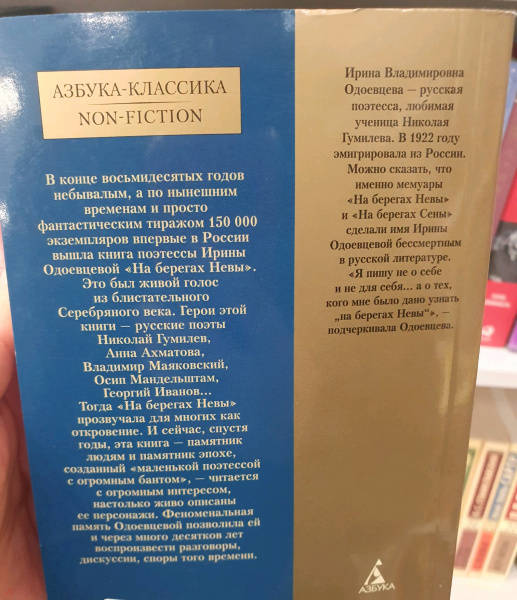 АЗБУКА-КЛАССИКА
NON-FICTION
В конце восьмидесятых годов
небывалым, а по нынешним
временам и просто
фантастическим тиражом 150 000
экземпляров впервые в России
вышла книга поэтессы Ирины
Одоевцевой «На берегах Невы».
Это был живой голос
из блистательного
Серебряного века. Герои этой
книги — русские поэты
Николай Гумилев,
Анна Ахматова,
Владимир Маяковский,
Осип Мандельштам,
Георгий Иванов...
Тогда «На берегах Невы»
прозвучала для многих как
откровение. И сейчас, спустя
годы, эта книга — памятник
людям и памятник эпохе,
созданный «маленькой поэтессой
с огромным бантом», — читается
с огромным интересом,
настолько живо описаны
ее персонажи. Феноменальная
память Одоевцевой позволила ей
и через много десятков лет
воспроизвести разговоры,
дискуссии, споры того времени.
Ирина Владимировна
Одоевцева — русская
поэтесса, любимая
ученица Николая
Гумилева. В 1922 году
эмигрировала из России.
Можно сказать, что
именно мемуары
«На берегах Невы»
и «На берегах Сены»
сделали имя Ирины
Одоевцевой бессмертным
в русской литературе.
«Я пишу не о себе
и не для себя... а о тех,
кого мне было дано узнать
„на берегах Невы“», —
подчеркивала Одоевцева.
АЗБУКА